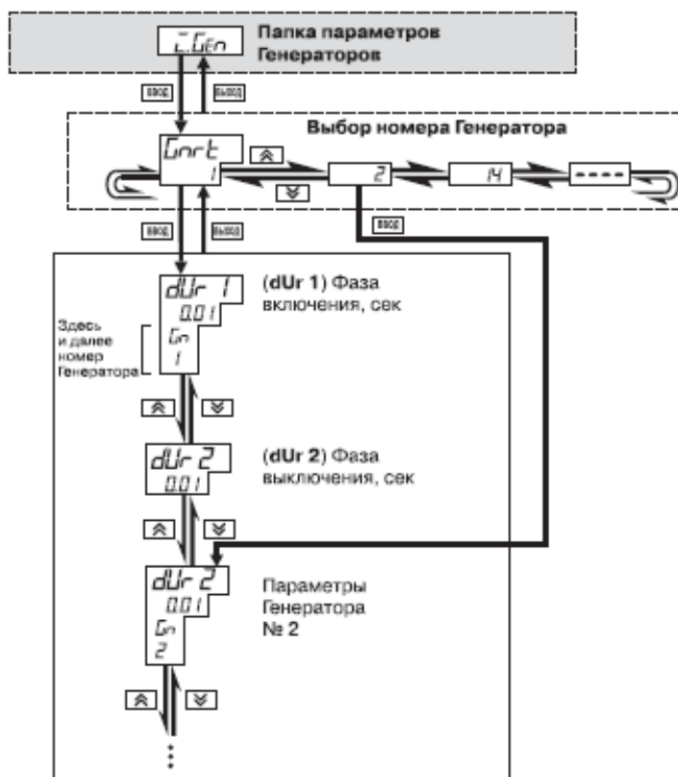 Папка параметров
Генераторов
C.GEn
ВВОД
ВЫХОД
Выбор номера Генератора
Gnrt
1
2
14
----
ВВОД
ВЫХОД
ВВОД
dUr 1
0.01
Gn
1
(dUr 1) Фаза
включения, сек
Здесь
и далее
номер
Генератора
dUr 2
0.01
(dUr 2) Фаза
выключения, сек
dUr 2
0.01
Gn
2
Параметры
Генератора
№ 2